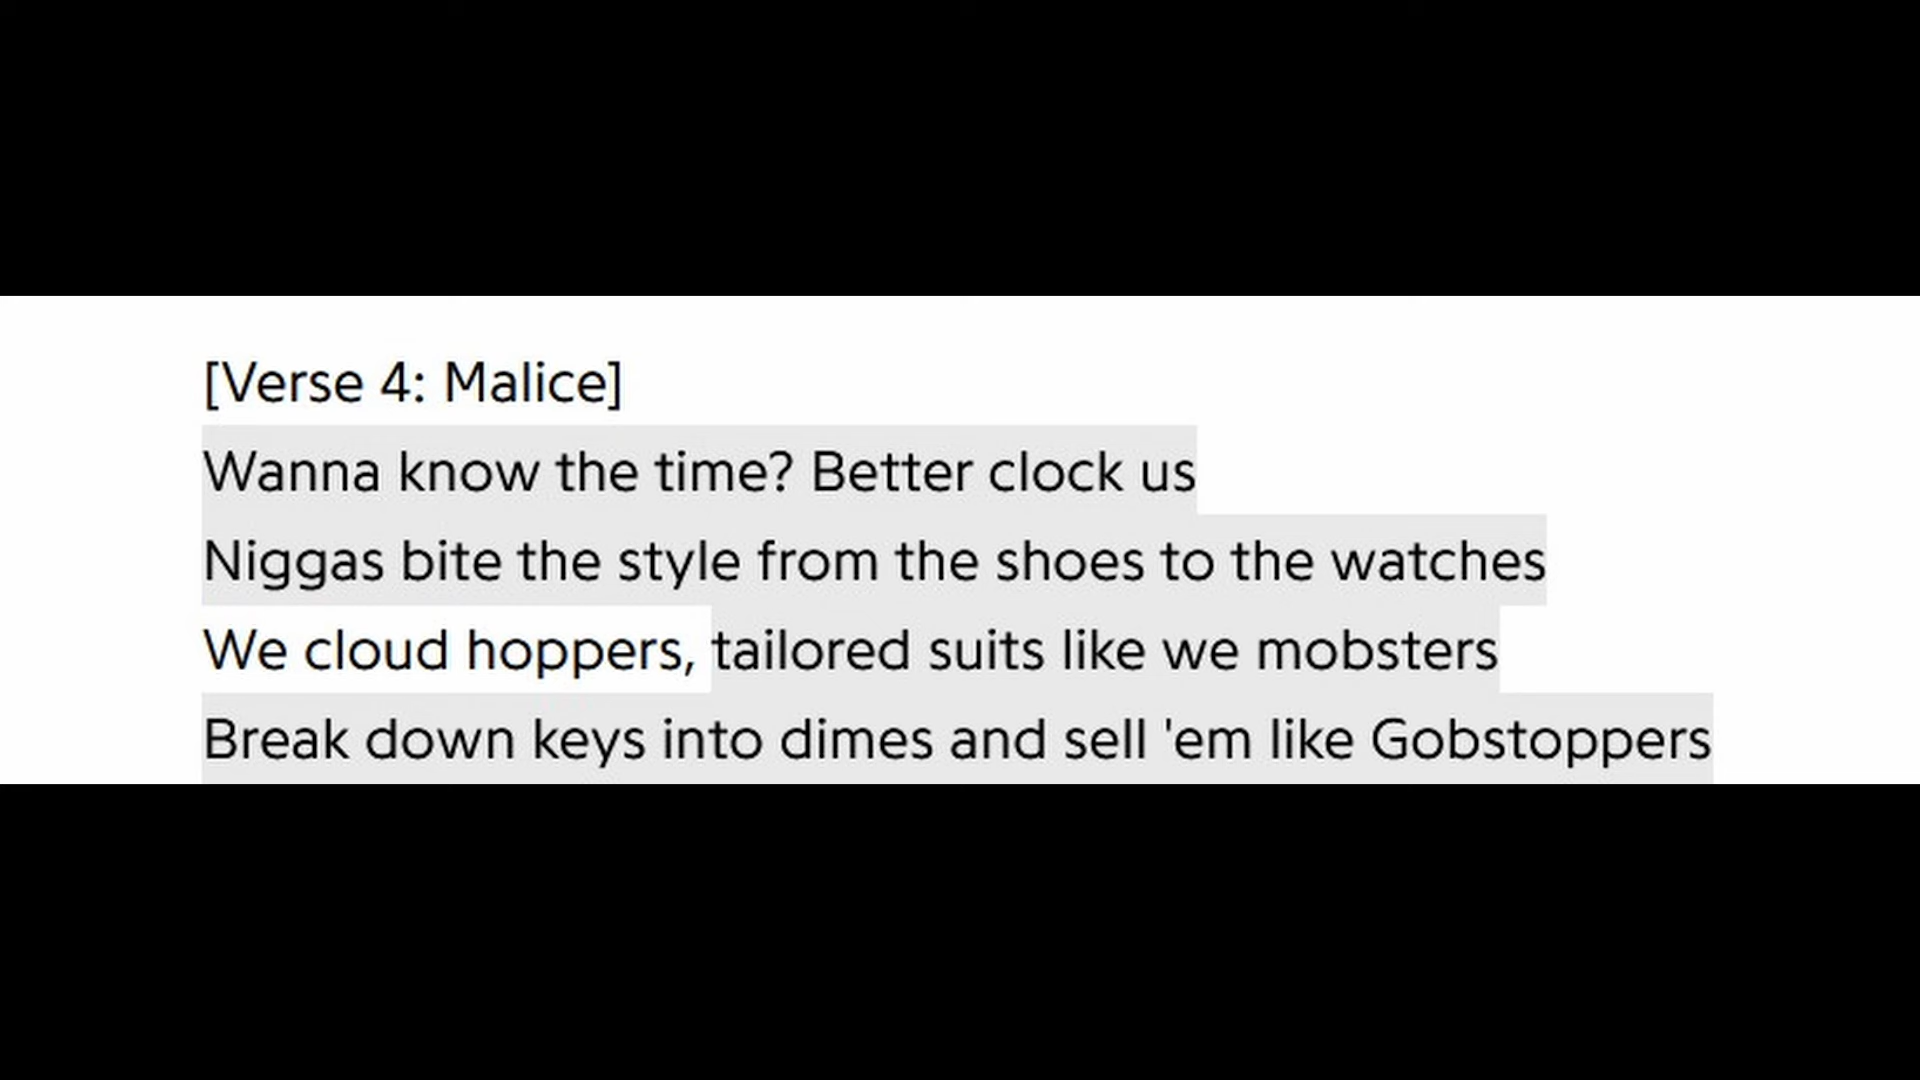 [Verse 4: Malice]
Wanna know the time? Better clock us
Niggas bite the style from the shoes to the watches
We cloud hoppers, tailored suits like we mobsters
Break down keys into dimes and sell 'em like Gobstoppers